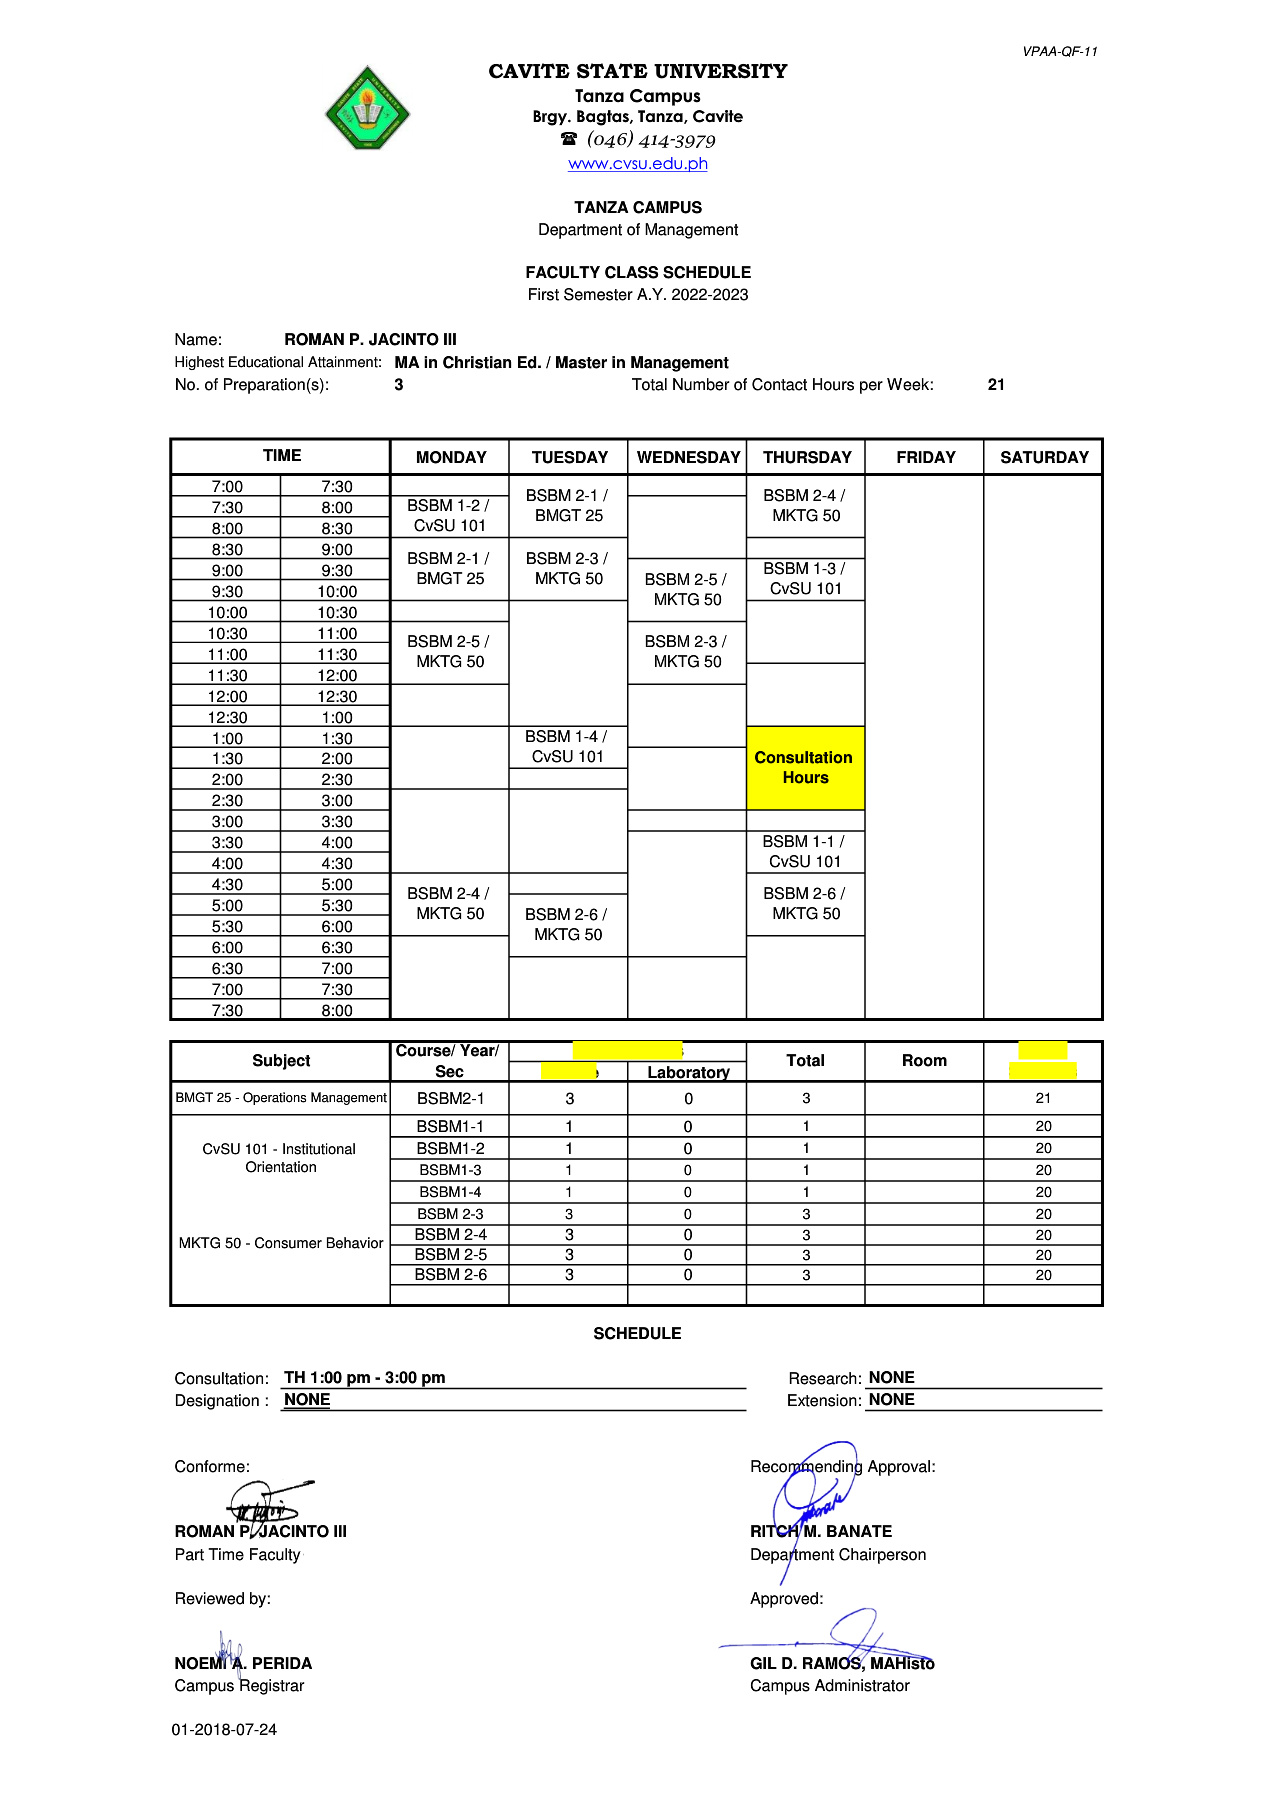 VPAA-QF-11
CAVITE STATE UNIVERSITY
Tanza Campus
Brgy. Bagtas, Tanza, Cavite
☎ (046) 414-3979
www.cvsu.edu.ph
TANZA CAMPUS
Department of Management
FACULTY CLASS SCHEDULE
First Semester A.Y. 2022-2023
Name: ROMAN P. JACINTO III
Highest Educational Attainment: MA in Christian Ed. / Master in Management
No. of Preparation(s): 3 Total Number of Contact Hours per Week: 21
TIME MONDAY TUESDAY WEDNESDAY THURSDAY FRIDAY SATURDAY
7:00 7:30
7:30 8:00
8:00 8:30
8:30 9:00
9:00 9:30
9:30 10:00
10:00 10:30
10:30 11:00
11:00 11:30
11:30 12:00
12:00 12:30
12:30 1:00
1:00 1:30
1:30 2:00
2:00 2:30
2:30 3:00
3:00 3:30
3:30 4:00
4:00 4:30
4:30 5:00
5:00 5:30
5:30 6:00
6:00 6:30
6:30 7:00
7:00 7:30
7:30 8:00
BSBM 1-2 /
CvSU 101
BSBM 2-1 /
BMGT 25
BSBM 2-5 /
MKTG 50
BSBM 2-4 /
MKTG 50
BSBM 2-1 /
BMGT 25
BSBM 2-3 /
MKTG 50
BSBM 1-4 /
CvSU 101
BSBM 2-6 /
MKTG 50
BSBM 2-5 /
MKTG 50
BSBM 2-3 /
MKTG 50
BSBM 2-4 /
MKTG 50
BSBM 1-3 /
CvSU 101
Consultation
Hours
BSBM 1-1 /
CvSU 101
BSBM 2-6 /
MKTG 50
Subject Course/ Year/ Total Room
Sec Laboratory
BMGT 25 - Operations Management BSBM2-1 3 0 3 21
BSBM1-1 1 0 1 20
CvSU 101 - Institutional BSBM1-2 1 0 1 20
Orientation BSBM1-3 1 0 1 20
BSBM1-4 1 0 1 20
BSBM 2-3 3 0 3 20
MKTG 50 - Consumer Behavior BSBM 2-4 3 0 3 20
BSBM 2-5 3 0 3 20
BSBM 2-6 3 0 3 20
SCHEDULE
Consultation: TH 1:00 pm - 3:00 pm Research: NONE
Designation : NONE Extension: NONE
Conforme: Recommending Approval:
ROMAN P. JACINTO III RITCH M. BANATE
Part Time Faculty Department Chairperson
Reviewed by: Approved:
NOEMI A. PERIDA GIL D. RAMOS, MAHisto
Campus Registrar Campus Administrator
01-2018-07-24